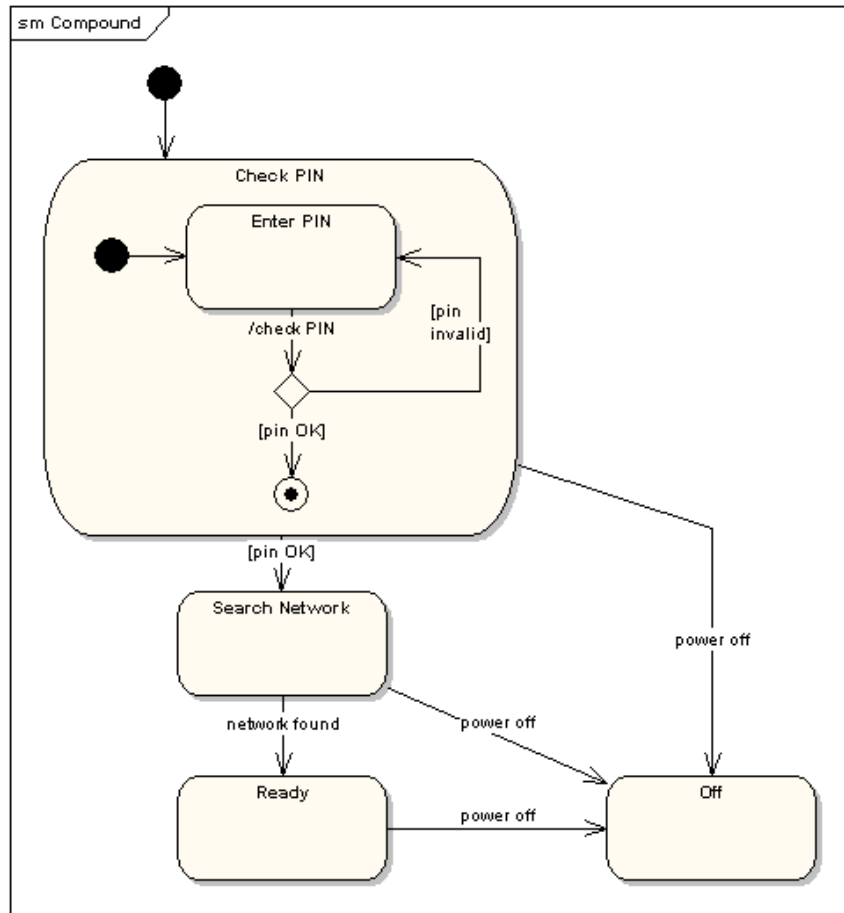 sm Compound
Check PIN
Enter PIN
/check PIN
[pin
invalid]
[pin OK]
[pin OK]
Search Network
power off
network found
power off
Ready
Off
power off